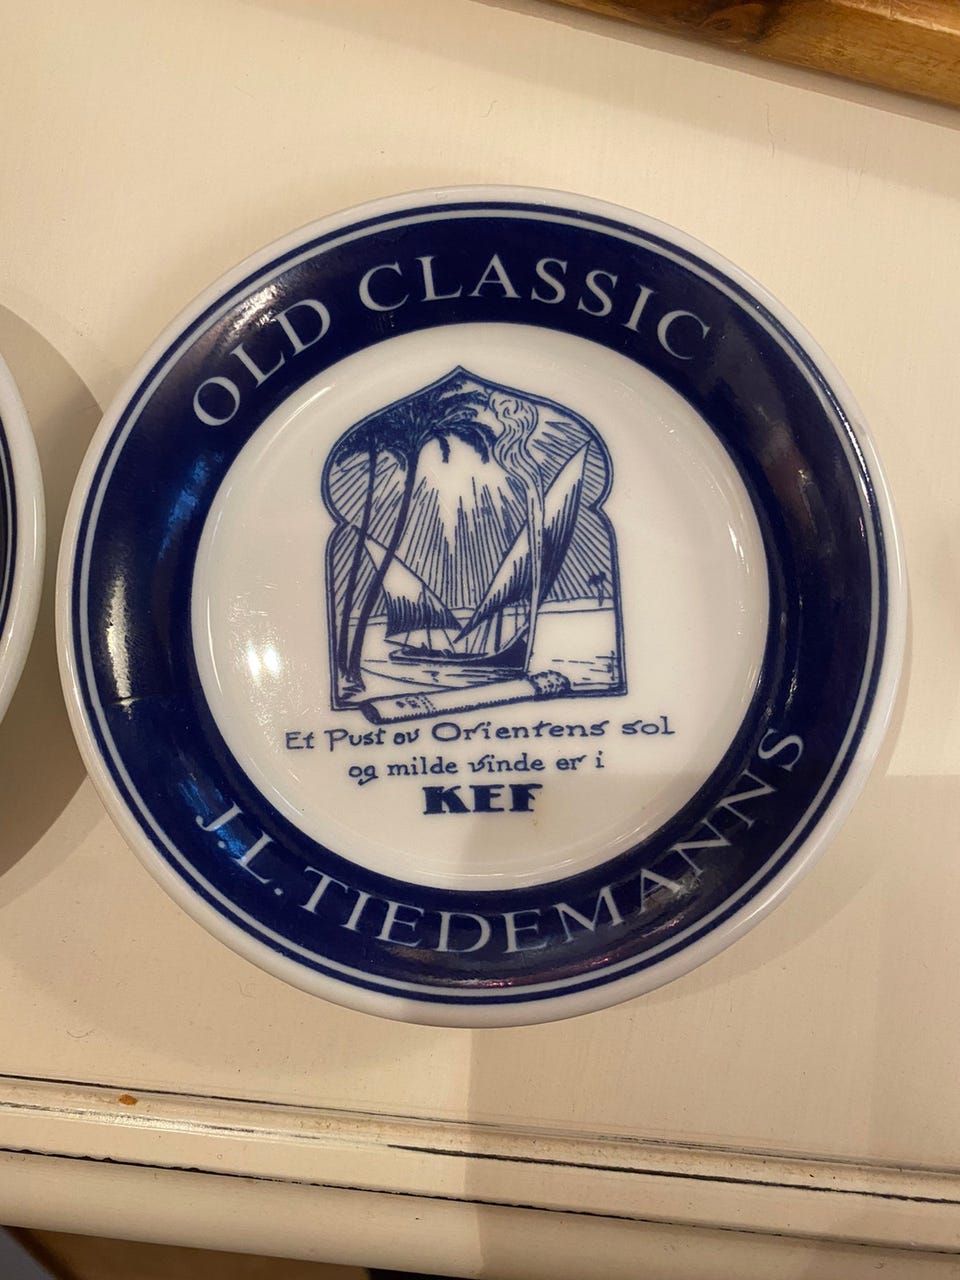 OLD CLASSIC
Et Pust av Orientens sol
og milde vinde er i
KEF
J.L. TIEDEMANNS